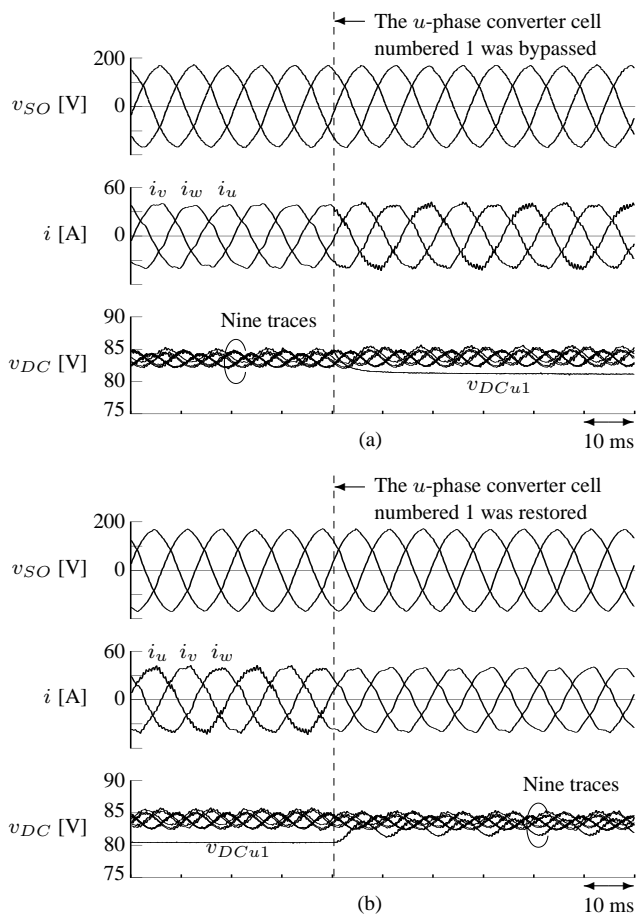 The u-phase converter cell
numbered 1 was bypassed
200
v_SO [V]
0
60
i_v i_w i_u
i [A]
0
90
Nine traces
85
v_DC [V]
80
v_DCu1
75
(a)
10 ms
The u-phase converter cell
numbered 1 was restored
200
v_SO [V]
0
60
i_u i_v i_w
i [A]
0
90
Nine traces
85
v_DC [V]
80
v_DCu1
75
(b)
10 ms